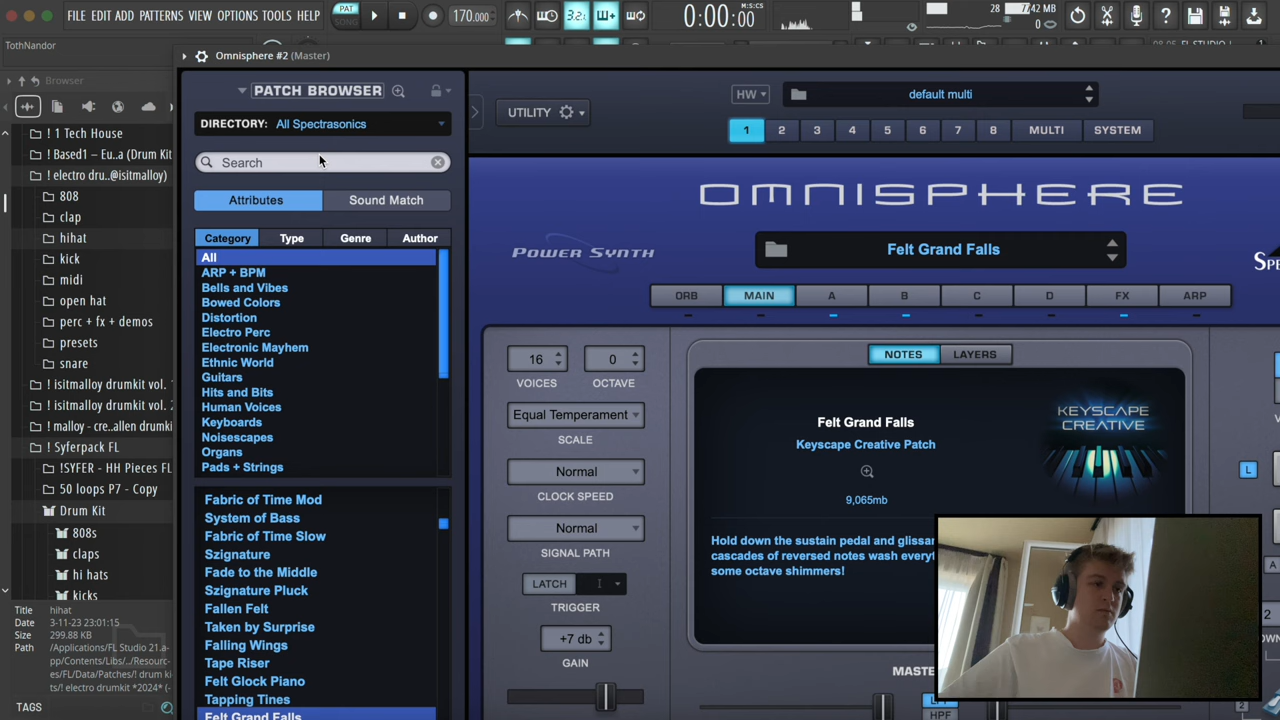 FILE EDIT ADD PATTERNS VIEW OPTIONS TOOLS HELP
PAT
SONG
170.000
3.2.
0:00:00
M:S:CS
28
TothNandor
Omnisphere #2 (Master)
Browser
! 1 Tech House
! Based1 – Eu..a (Drum Kit
! electro dru..@isitmalloy)
808
clap
hihat
kick
midi
open hat
perc + fx + demos
presets
snare
! isitmalloy drumkit vol.
! isitmalloy drumkit vol.
! malloy - cre..allen drumkit
! Syferpack FL
!SYFER - HH Pieces FL
50 loops P7 - Copy
Drum Kit
808s
claps
hi hats
kicks
Title hihat
Date 3-11-23 23:01:15
Size 299.88 KB
Path /Applications/FL Studio 21.a-
pp/Contents/Libs../..Resourc-
es/FL/Data/Patches/! drum ki-
ts/! electro drumkit *2024* (-
TAGS
PATCH BROWSER
DIRECTORY: All Spectrasonics
Search
Attributes Sound Match
Category Type Genre Author
All
ARP + BPM
Bells and Vibes
Bowed Colors
Distortion
Electro Perc
Electronic Mayhem
Ethnic World
Guitars
Hits and Bits
Human Voices
Keyboards
Noisescapes
Organs
Pads + Strings
Fabric of Time Mod
System of Bass
Fabric of Time Slow
Szignature
Fade to the Middle
Szignature Pluck
Fallen Felt
Taken by Surprise
Falling Wings
Tape Riser
Felt Glock Piano
Tapping Tines
Felt Grand Falls
UTILITY
HW
default multi
1 2 3 4 5 6 7 8 MULTI SYSTEM
OMNISPHERE
POWER SYNTH
Felt Grand Falls
ORB MAIN A B C D FX ARP
16 0
VOICES OCTAVE
Equal Temperament
SCALE
Normal
CLOCK SPEED
Normal
SIGNAL PATH
LATCH
TRIGGER
+7 db
GAIN
NOTES LAYERS
Felt Grand Falls
Keyscape Creative Patch
9,065mb
KEYSCAPE
CREATIVE
Hold down the sustain pedal and glissan
cascades of reversed notes wash every
some octave shimmers!
L
A
2
2
LPF
HPF